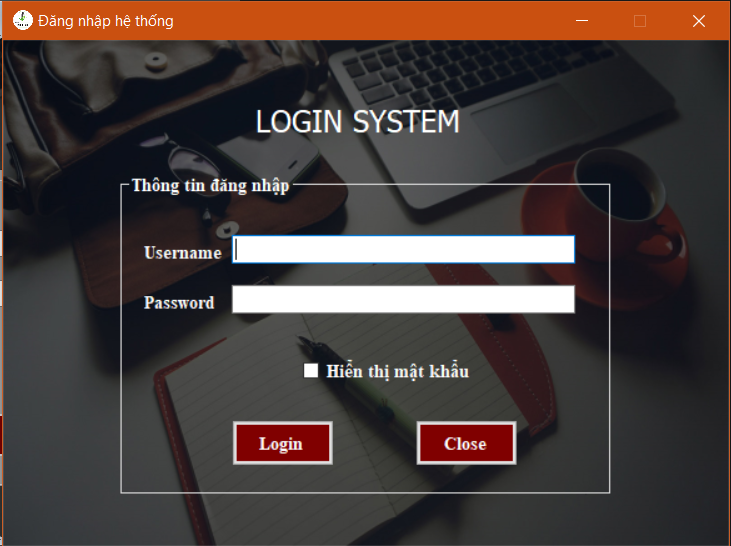 Đăng nhập hệ thống
LOGIN SYSTEM
Thông tin đăng nhập
Username
Password
Hiển thị mật khẩu
Login
Close